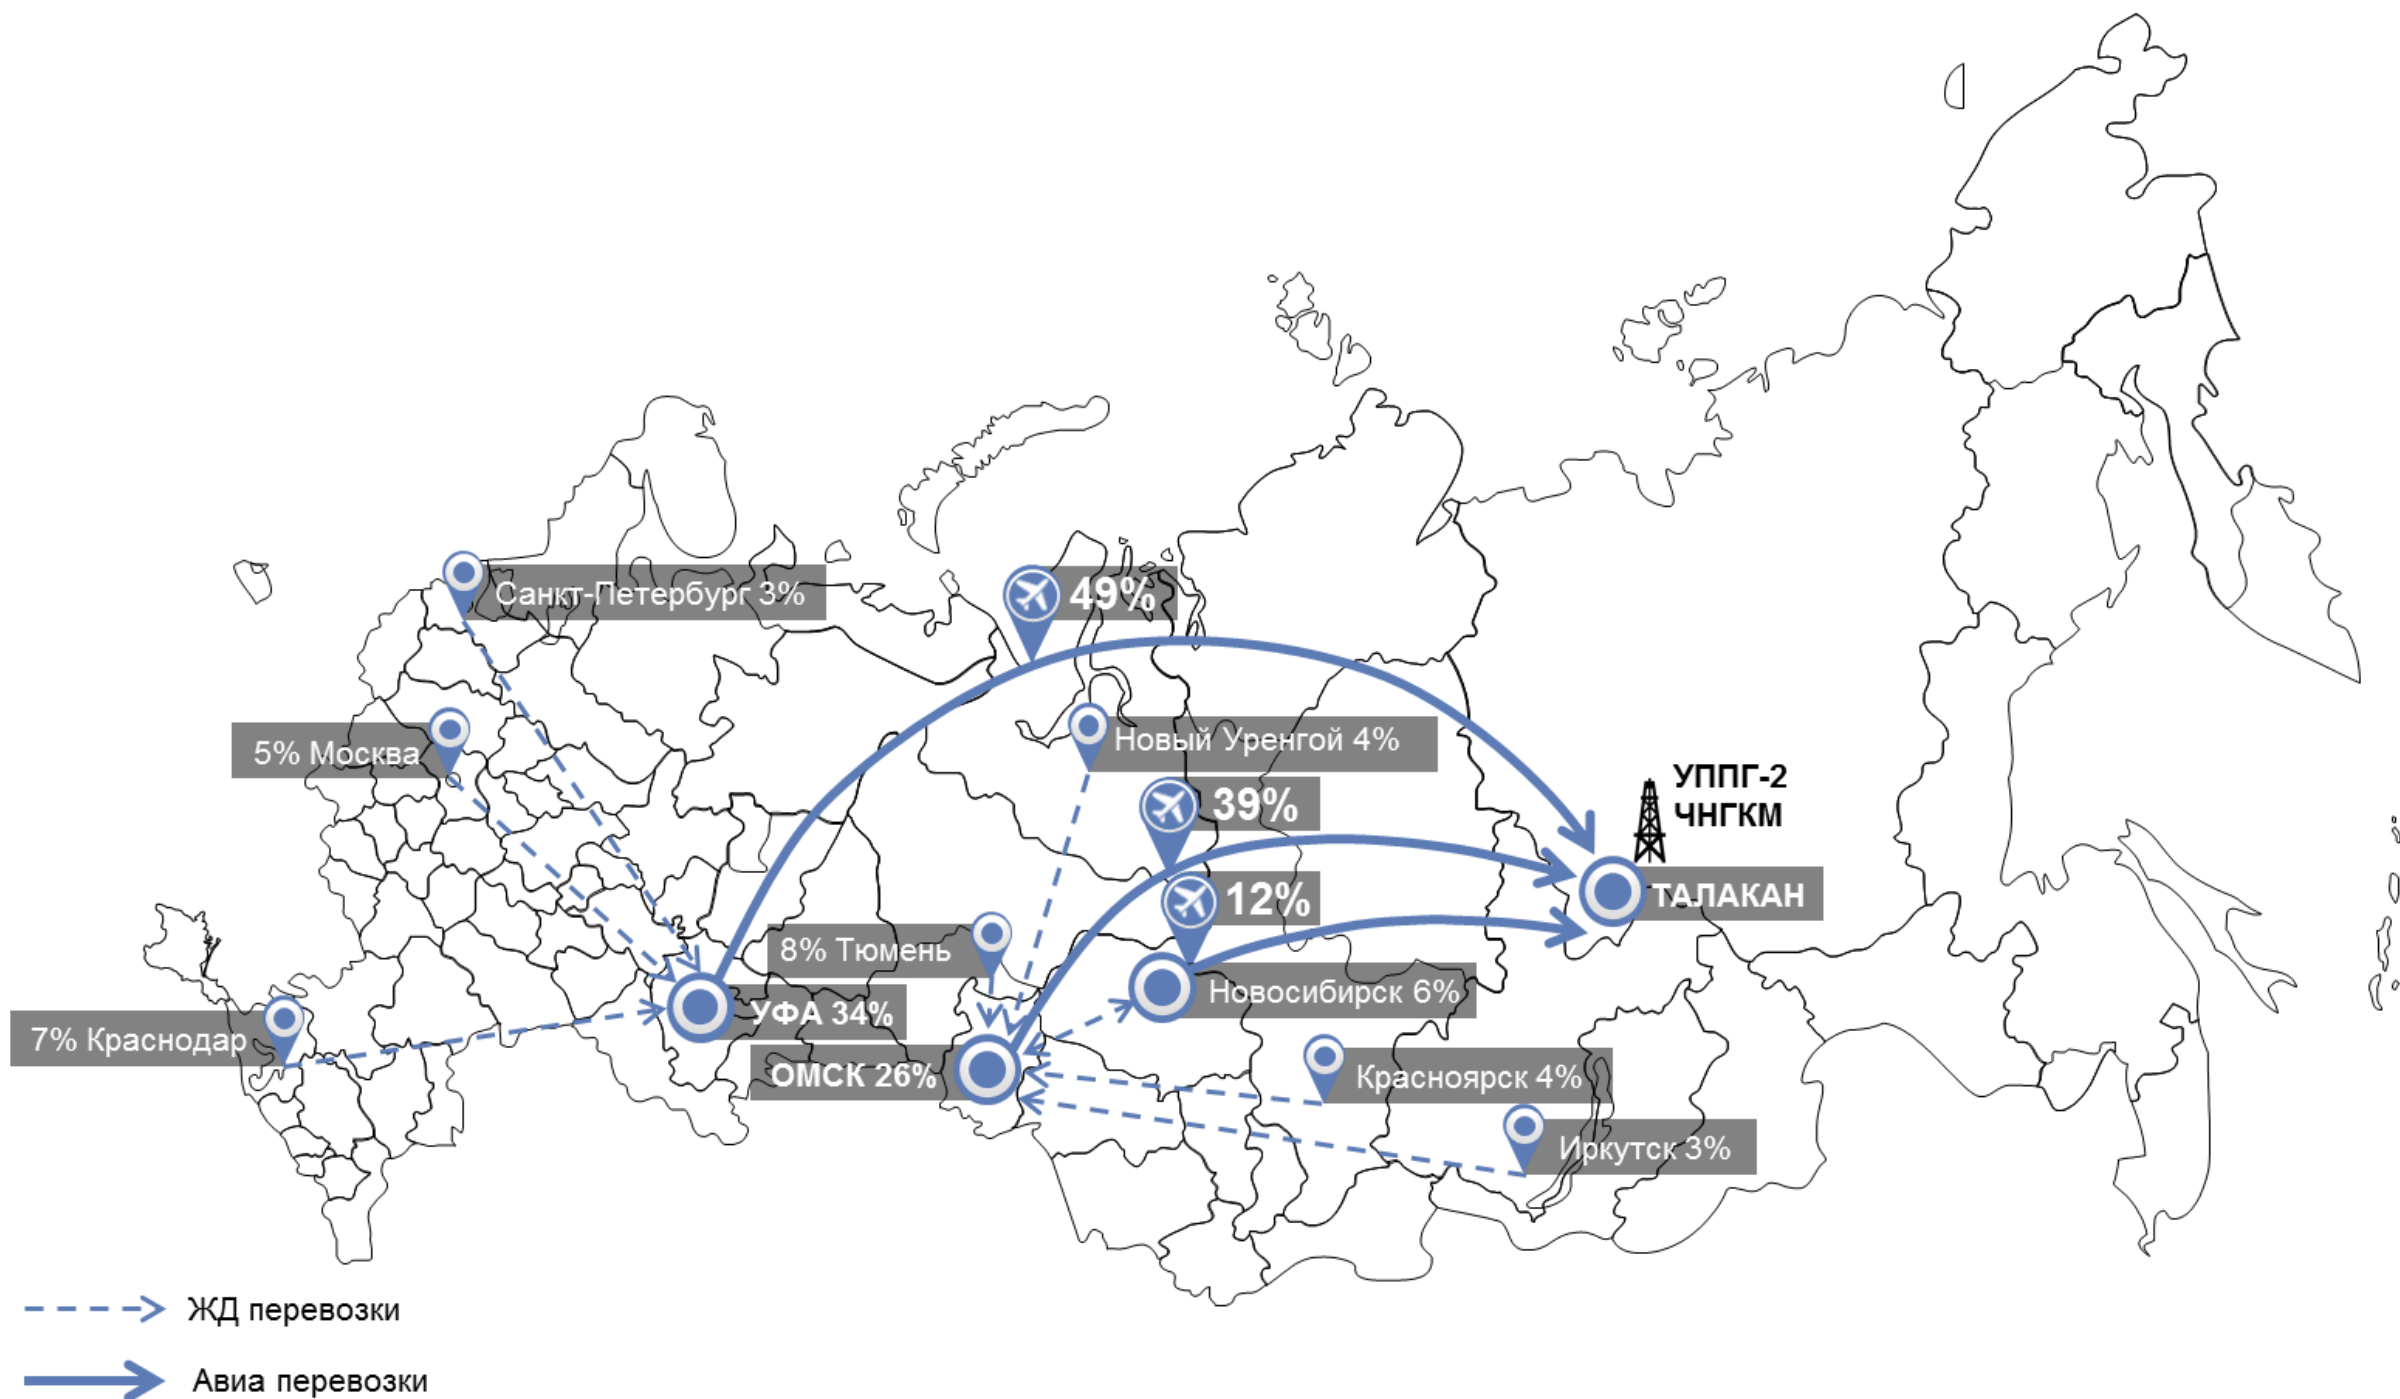 Санкт-Петербург 3%
49%
5% Москва
Новый Уренгой 4%
УППГ-2
ЧНГКМ
39%
12%
ТАЛАКАН
8% Тюмень
Новосибирск 6%
УФА 34%
7% Краснодар
ОМСК 26%
Красноярск 4%
Иркутск 3%
ЖД перевозки
Авиа перевозки